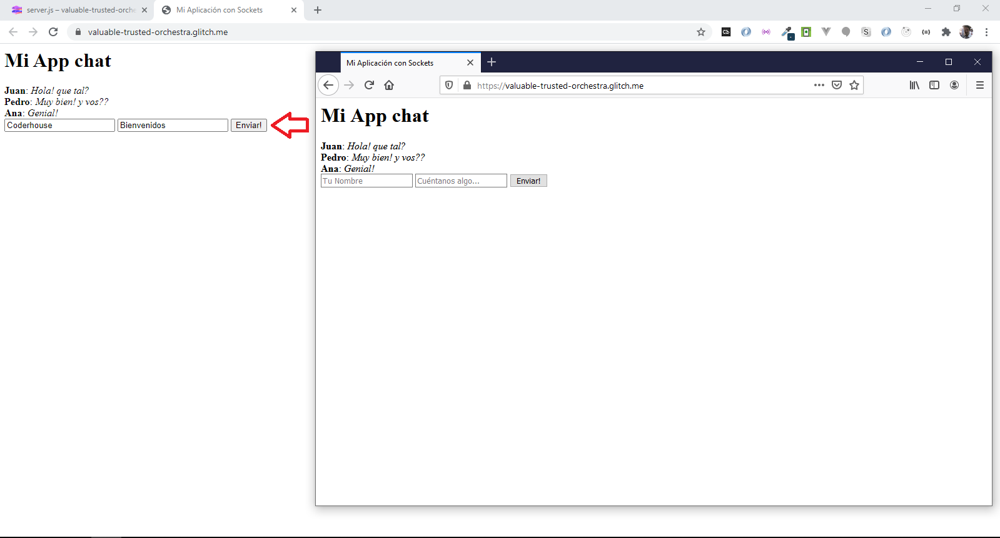 server.js – valuable-trusted-orche
Mi Aplicación con Sockets
valuable-trusted-orchestra.glitch.me
Mi App chat
Juan: Hola! que tal?
Pedro: Muy bien! y vos??
Ana: Genial!
Coderhouse Bienvenidos Enviar!
Mi Aplicación con Sockets
https://valuable-trusted-orchestra.glitch.me
Mi App chat
Juan: Hola! que tal?
Pedro: Muy bien! y vos??
Ana: Genial!
Tu Nombre Cuéntanos algo... Enviar!